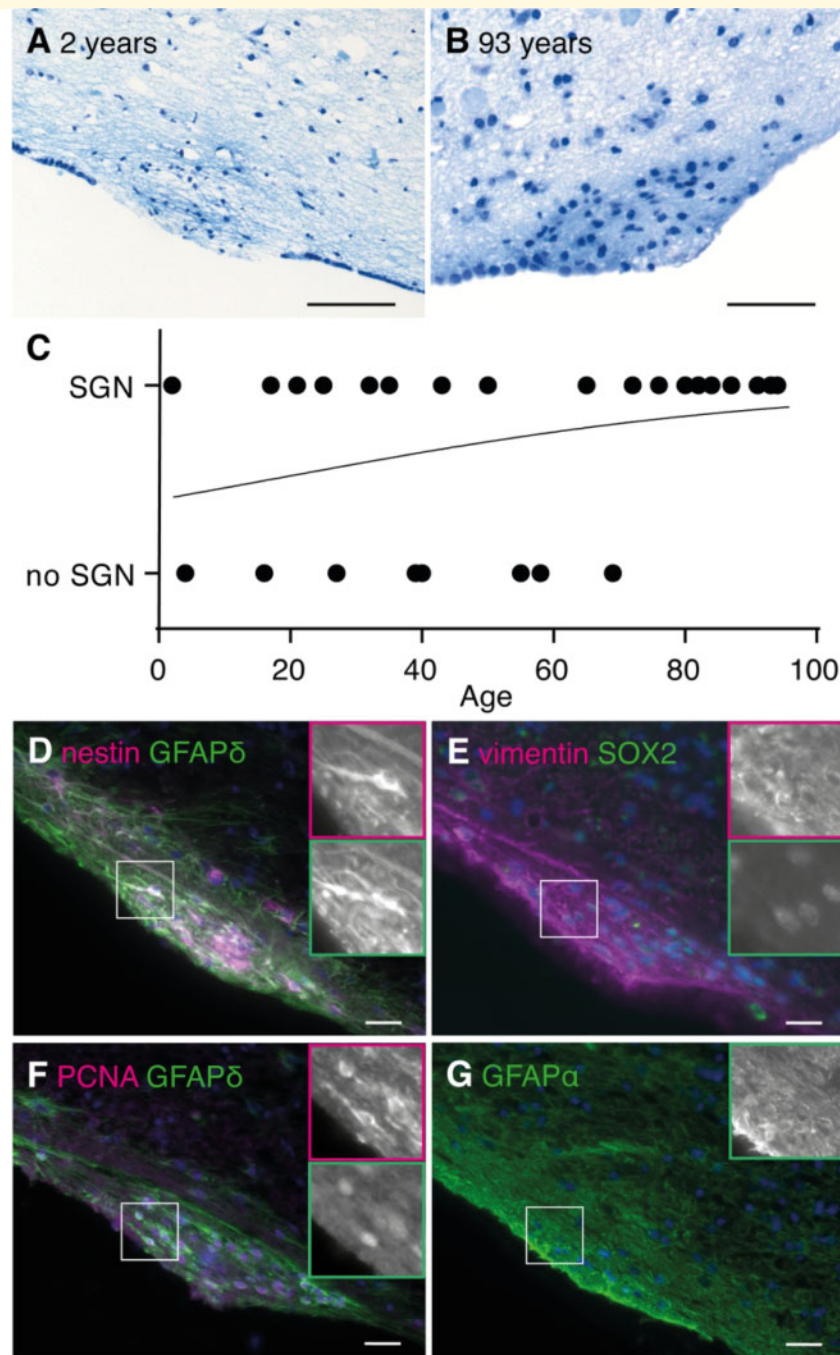 A 2 years
B 93 years
C
SGN
no SGN
0 20 40 60 80 100
Age
D nestin GFAPδ
E vimentin SOX2
F PCNA GFAPδ
G GFAPα